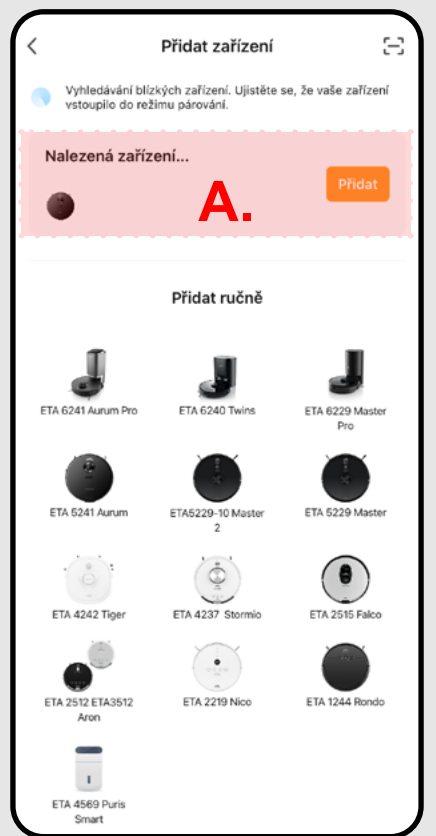 Přidat zařízení
Vyhledávání blízkých zařízení. Ujistěte se, že vaše zařízení
vstoupilo do režimu párování.
Nalezená zařízení...
Přidat
A.
Přidat ručně
ETA 6241 Aurum Pro
ETA 6240 Twins
ETA 6229 Master
Pro
ETA 5241 Aurum
ETA5229-10 Master
2
ETA 5229 Master
ETA 4242 Tiger
ETA 4237 Stormio
ETA 2515 Falco
ETA 2512 ETA3512
Aron
ETA 2219 Nico
ETA 1244 Rondo
ETA 4569 Puris
Smart